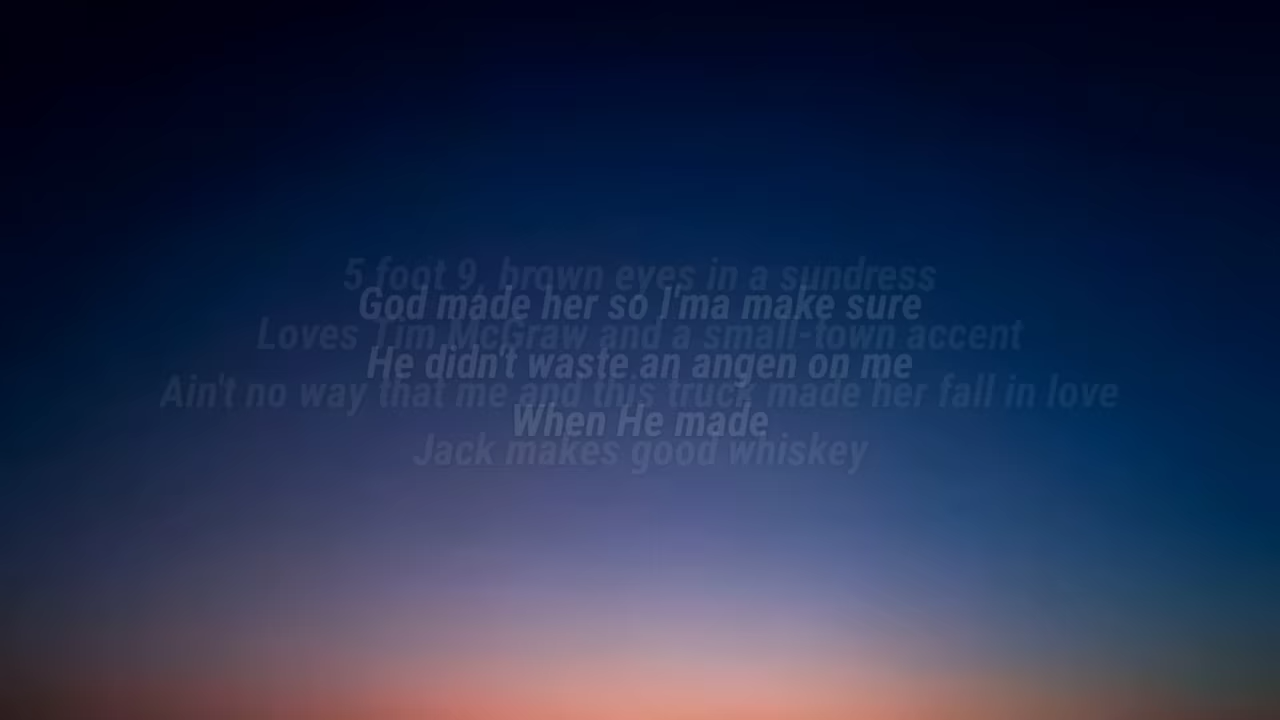 5 foot 9, brown eyes in a sundress
God made her so I'ma make sure
Loves Tim McGraw and a small-town accent
He didn't waste an angen on me
Ain't no way that me and this truck made her fall in love
When He made
Jack makes good whiskey